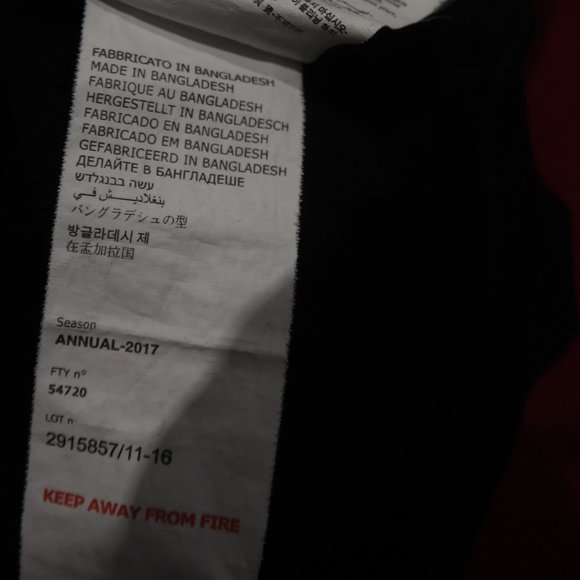 FABBRICATO IN BANGLADESH
MADE IN BANGLADESH
FABRIQUE AU BANGLADESH
HERGESTELLT IN BANGLADESCH
FABRICADO EN BANGLADESH
FABRICADO EM BANGLADESH
GEFABRICEERD IN BANGLADESH
ДЕЛАЙТЕ В БАНГЛАДЕШЕ
עשה בבנגלדש
بنغلاديـــــش فـــي
バングラデシュの型
방글라데시 제
在孟加拉国
Season
ANNUAL-2017
FTY nº
54720
LOT n
2915857/11-16
KEEP AWAY FROM FIRE